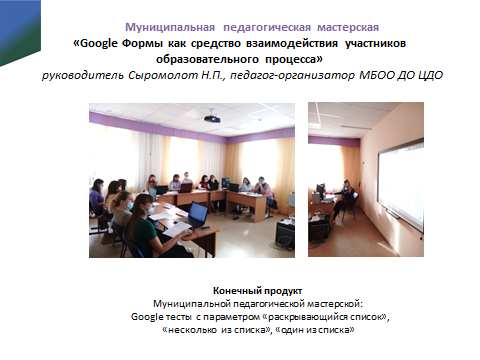 Муниципальная педагогическая мастерская
«Google Формы как средство взаимодействия участников
образовательного процесса»
руководитель Сыромолот Н.П., педагог-организатор МБОО ДО ЦДО
Конечный продукт
Муниципальной педагогической мастерской:
Google тесты с параметром «раскрывающийся список»,
«несколько из списка», «один из списка»